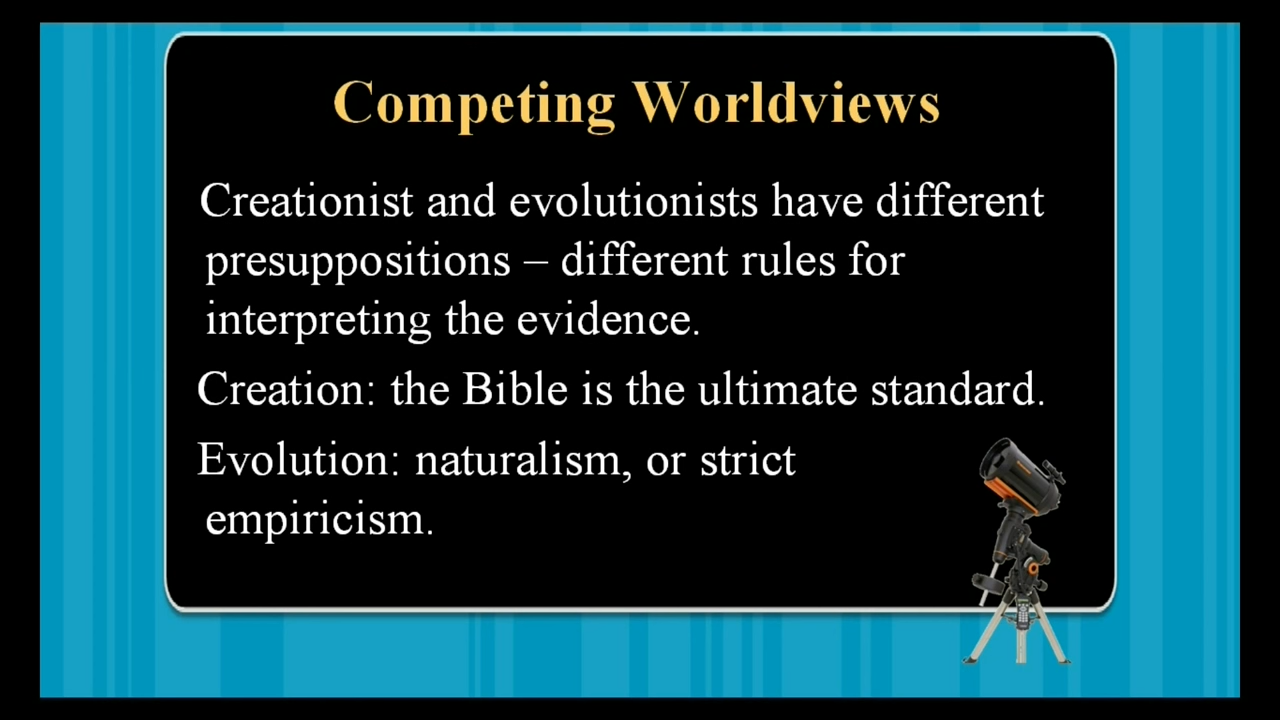 Competing Worldviews
Creationist and evolutionists have different
presuppositions – different rules for
interpreting the evidence.
Creation: the Bible is the ultimate standard.
Evolution: naturalism, or strict
empiricism.